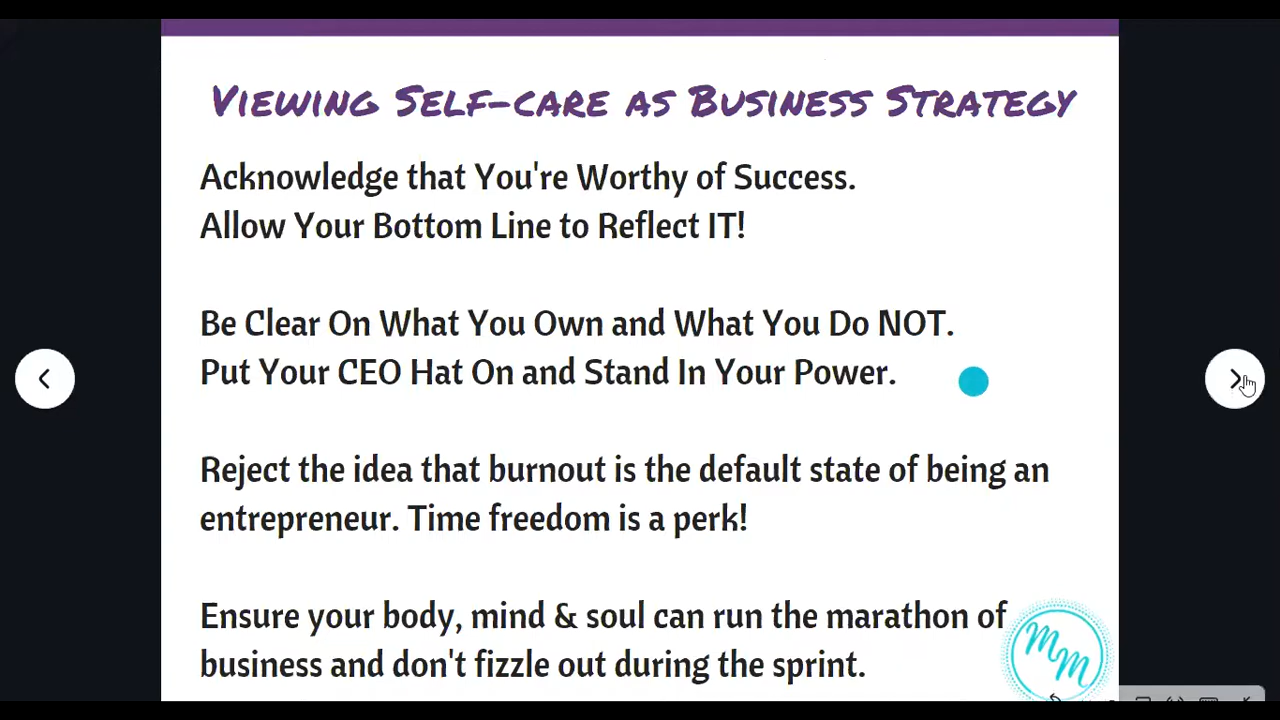 Viewing Self-care as Business Strategy
Acknowledge that You're Worthy of Success.
Allow Your Bottom Line to Reflect IT!
Be Clear On What You Own and What You Do NOT.
Put Your CEO Hat On and Stand In Your Power.
Reject the idea that burnout is the default state of being an
entrepreneur. Time freedom is a perk!
Ensure your body, mind & soul can run the marathon of
business and don't fizzle out during the sprint.
MM